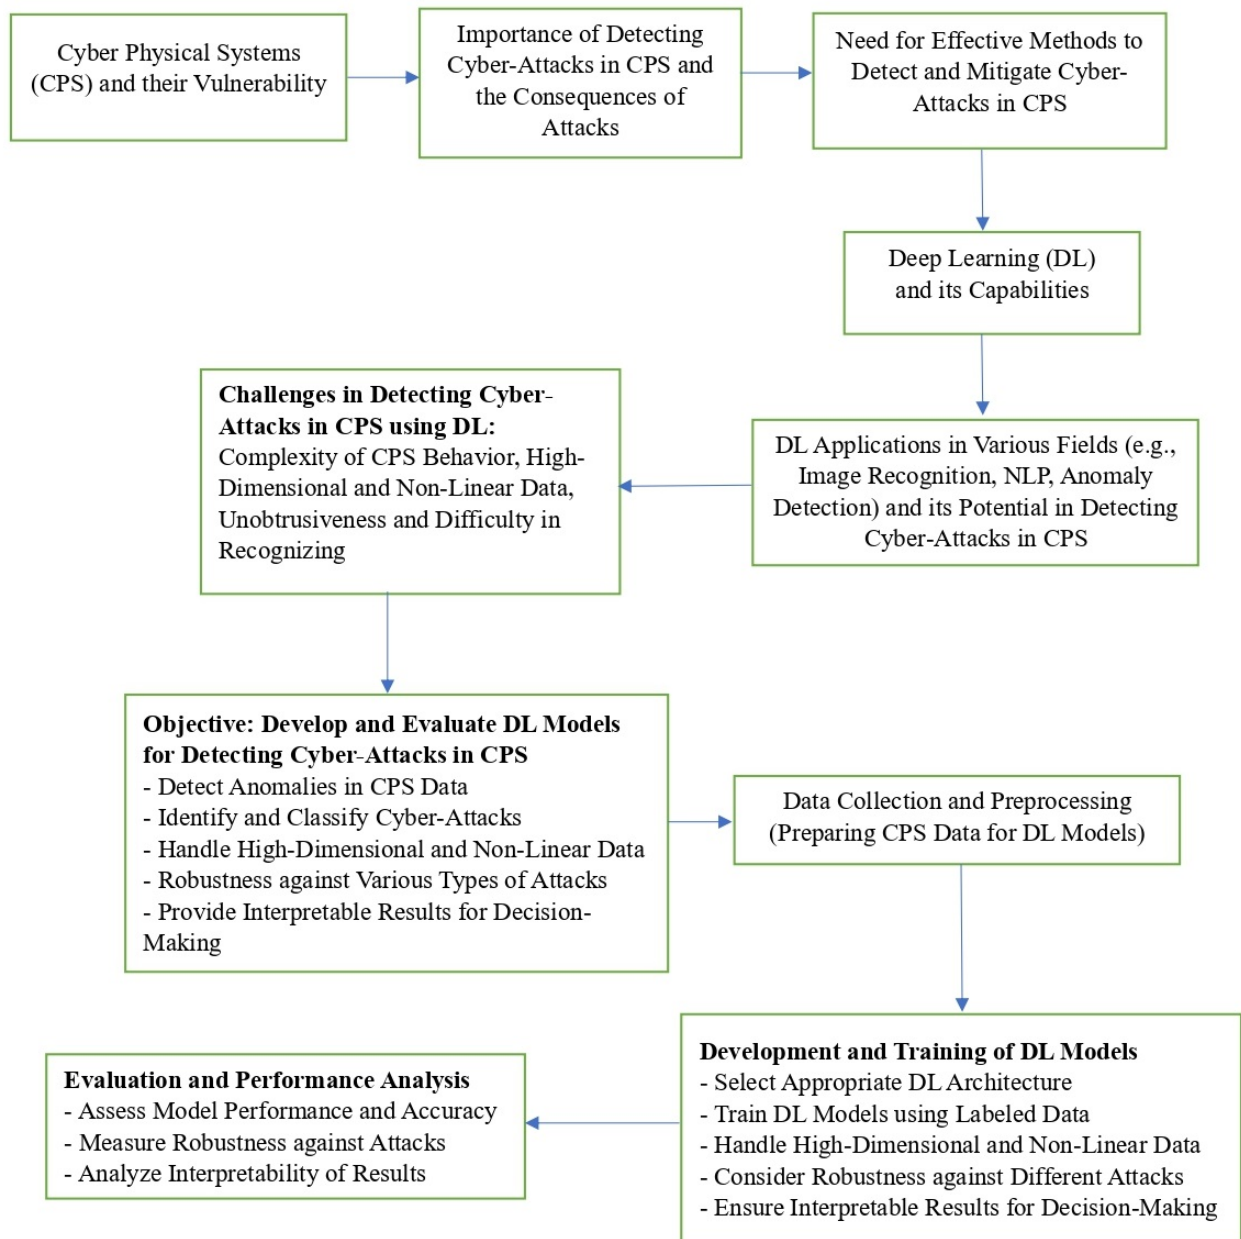 Cyber Physical Systems
(CPS) and their Vulnerability
Importance of Detecting
Cyber-Attacks in CPS and
the Consequences of
Attacks
Need for Effective Methods to
Detect and Mitigate Cyber-
Attacks in CPS
Deep Learning (DL)
and its Capabilities
DL Applications in Various Fields (e.g.,
Image Recognition, NLP, Anomaly
Detection) and its Potential in Detecting
Cyber-Attacks in CPS
Challenges in Detecting Cyber-
Attacks in CPS using DL:
Complexity of CPS Behavior, High-
Dimensional and Non-Linear Data,
Unobtrusiveness and Difficulty in
Recognizing
Objective: Develop and Evaluate DL Models
for Detecting Cyber-Attacks in CPS
- Detect Anomalies in CPS Data
- Identify and Classify Cyber-Attacks
- Handle High-Dimensional and Non-Linear Data
- Robustness against Various Types of Attacks
- Provide Interpretable Results for Decision-
Making
Data Collection and Preprocessing
(Preparing CPS Data for DL Models)
Development and Training of DL Models
- Select Appropriate DL Architecture
- Train DL Models using Labeled Data
- Handle High-Dimensional and Non-Linear Data
- Consider Robustness against Different Attacks
- Ensure Interpretable Results for Decision-Making
Evaluation and Performance Analysis
- Assess Model Performance and Accuracy
- Measure Robustness against Attacks
- Analyze Interpretability of Results